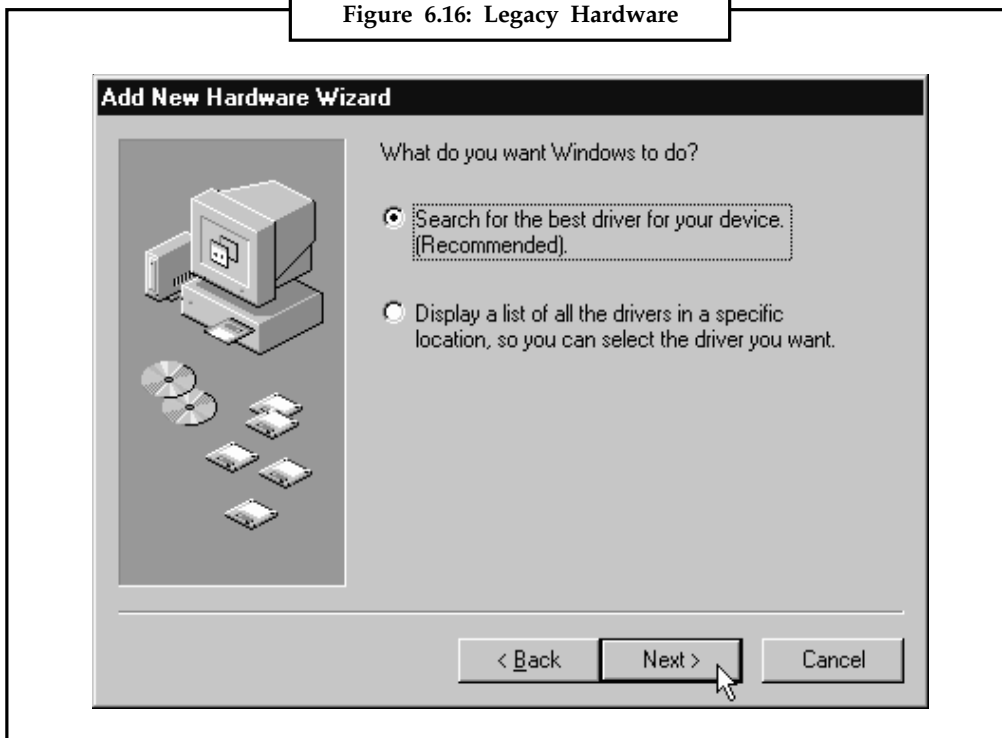 Figure 6.16: Legacy Hardware
Add New Hardware Wizard
What do you want Windows to do?
Search for the best driver for your device.
(Recommended).
Display a list of all the drivers in a specific
location, so you can select the driver you want.
< Back
Next >
Cancel